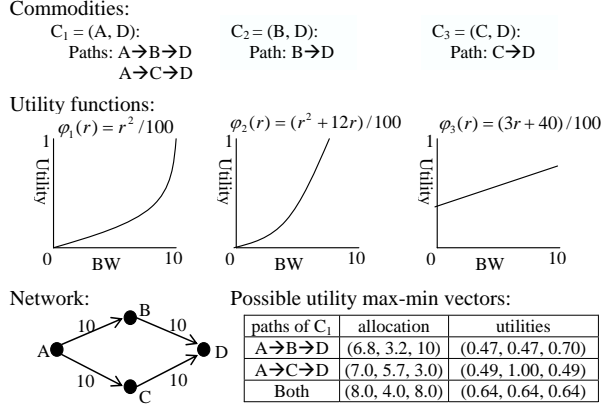 Commodities:
C₁ = (A, D):
Paths: A→B→D
A→C→D
C₂ = (B, D):
Path: B→D
C₃ = (C, D):
Path: C→D
Utility functions:
φ₁(r) = r² /100
1
Utility
0
BW
10
φ₂(r) = (r² +12r)/100
1
Utility
0
BW
10
φ₃(r) = (3r + 40)/100
1
Utility
0
BW
10
Network:
A
B
C
D
10
10
10
10
Possible utility max-min vectors:
paths of C₁ allocation utilities
A→B→D (6.8, 3.2, 10) (0.47, 0.47, 0.70)
A→C→D (7.0, 5.7, 3.0) (0.49, 1.00, 0.49)
Both (8.0, 4.0, 8.0) (0.64, 0.64, 0.64)